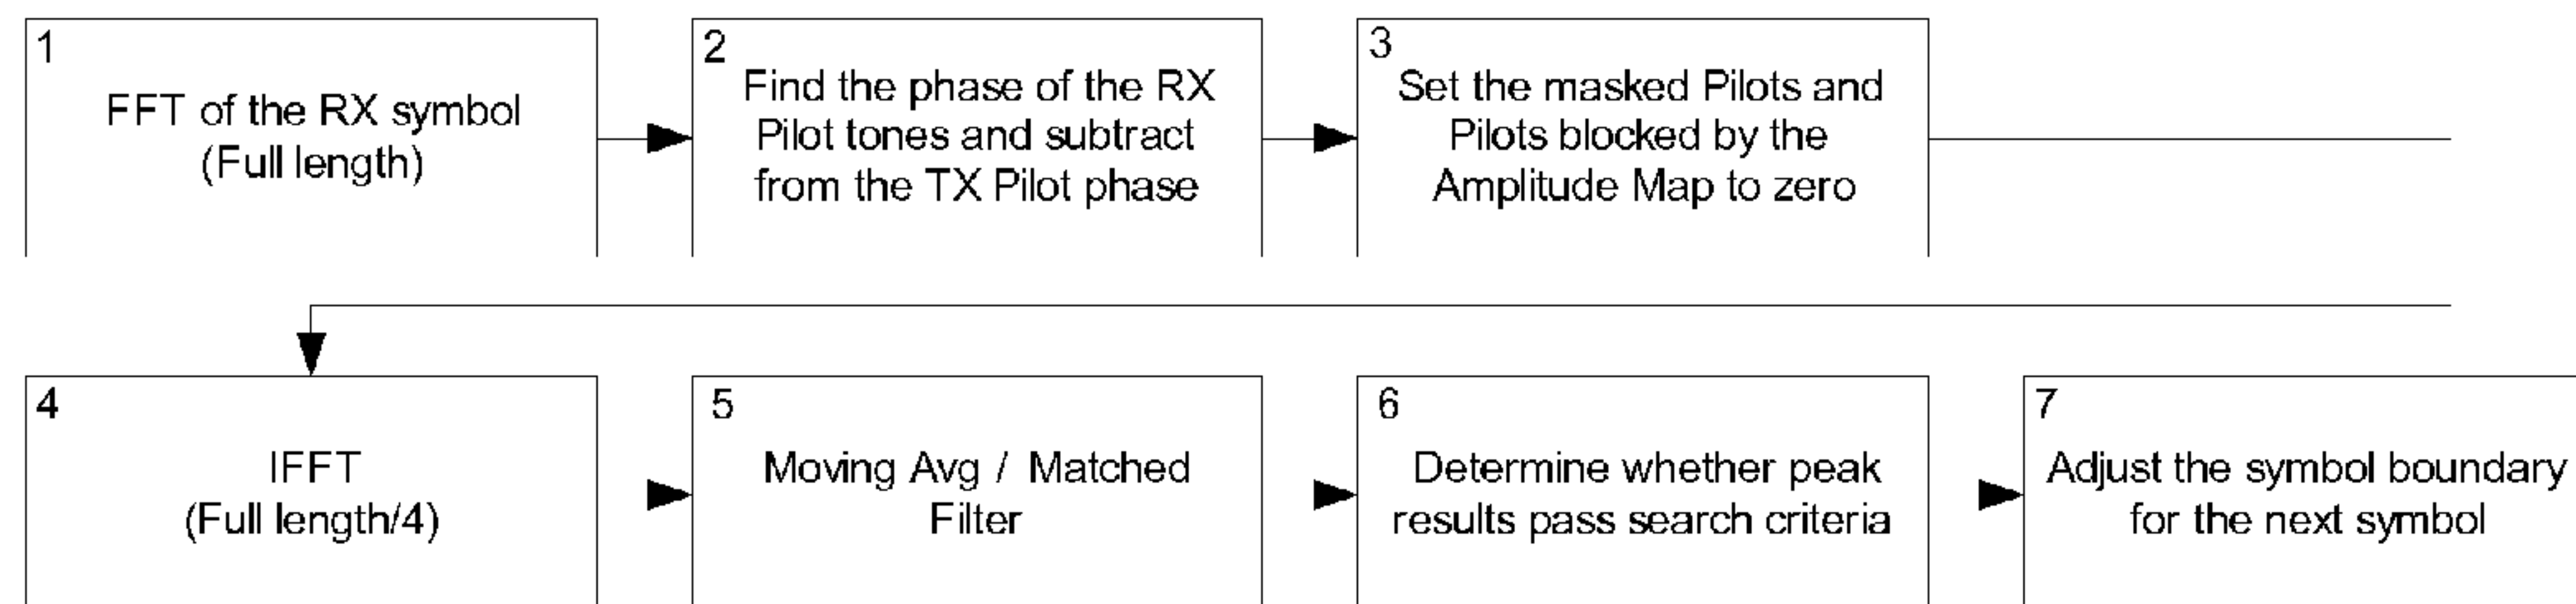 1
FFT of the RX symbol
(Full length)
2
Find the phase of the RX
Pilot tones and subtract
from the TX Pilot phase
3
Set the masked Pilots and
Pilots blocked by the
Amplitude Map to zero
4
IFFT
(Full length/4)
5
Moving Avg / Matched
Filter
6
Determine whether peak
results pass search criteria
7
Adjust the symbol boundary
for the next symbol